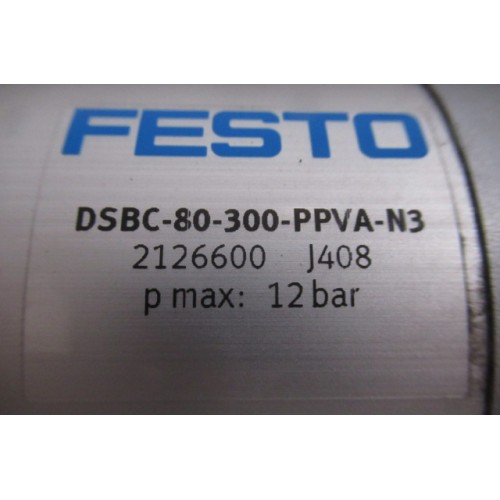 FESTO
DSBC-80-300-PPVA-N3
2126600 J408
p max: 12 bar